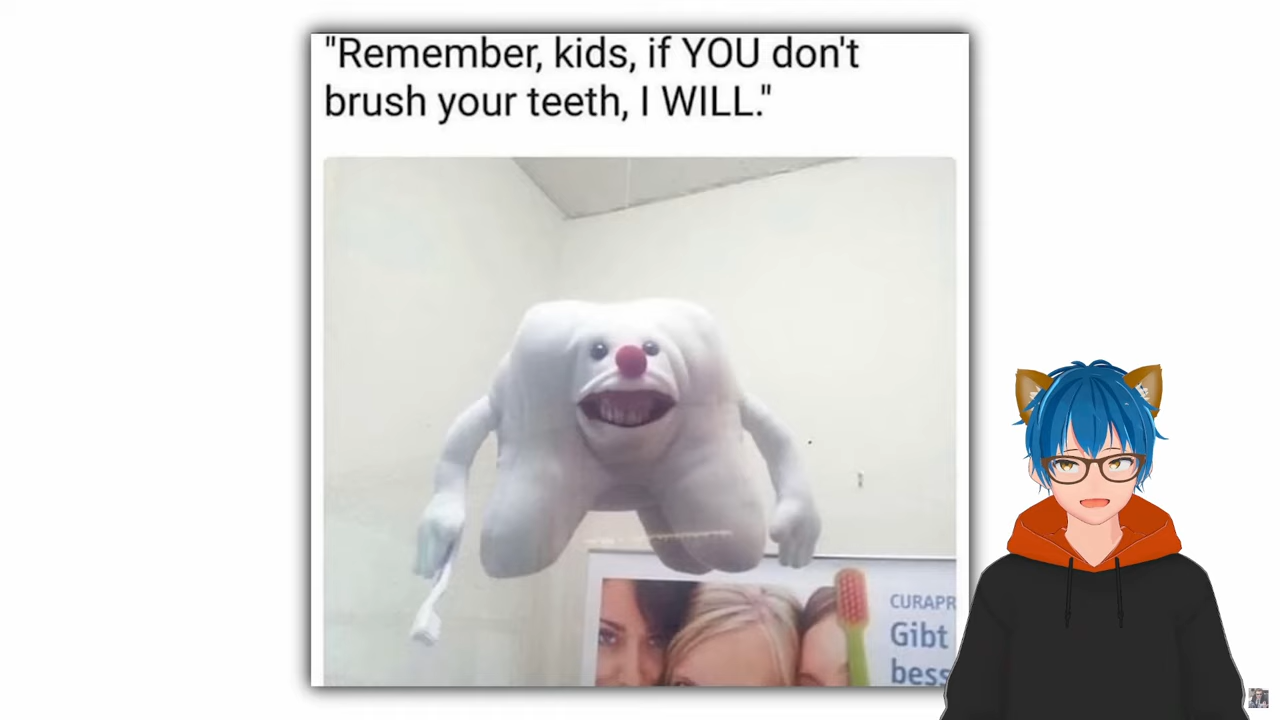 "Remember, kids, if YOU don't
brush your teeth, I WILL."
CURAPR
Gibt
bess